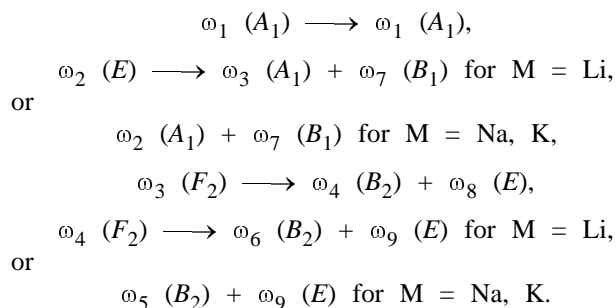 ω₁ (A₁) ⟶ ω₁ (A₁),
ω₂ (E) ⟶ ω₃ (A₁) + ω₇ (B₁) for M = Li,
or
ω₂ (A₁) + ω₇ (B₁) for M = Na, K,
ω₃ (F₂) ⟶ ω₄ (B₂) + ω₈ (E),
ω₄ (F₂) ⟶ ω₆ (B₂) + ω₉ (E) for M = Li,
or
ω₅ (B₂) + ω₉ (E) for M = Na, K.